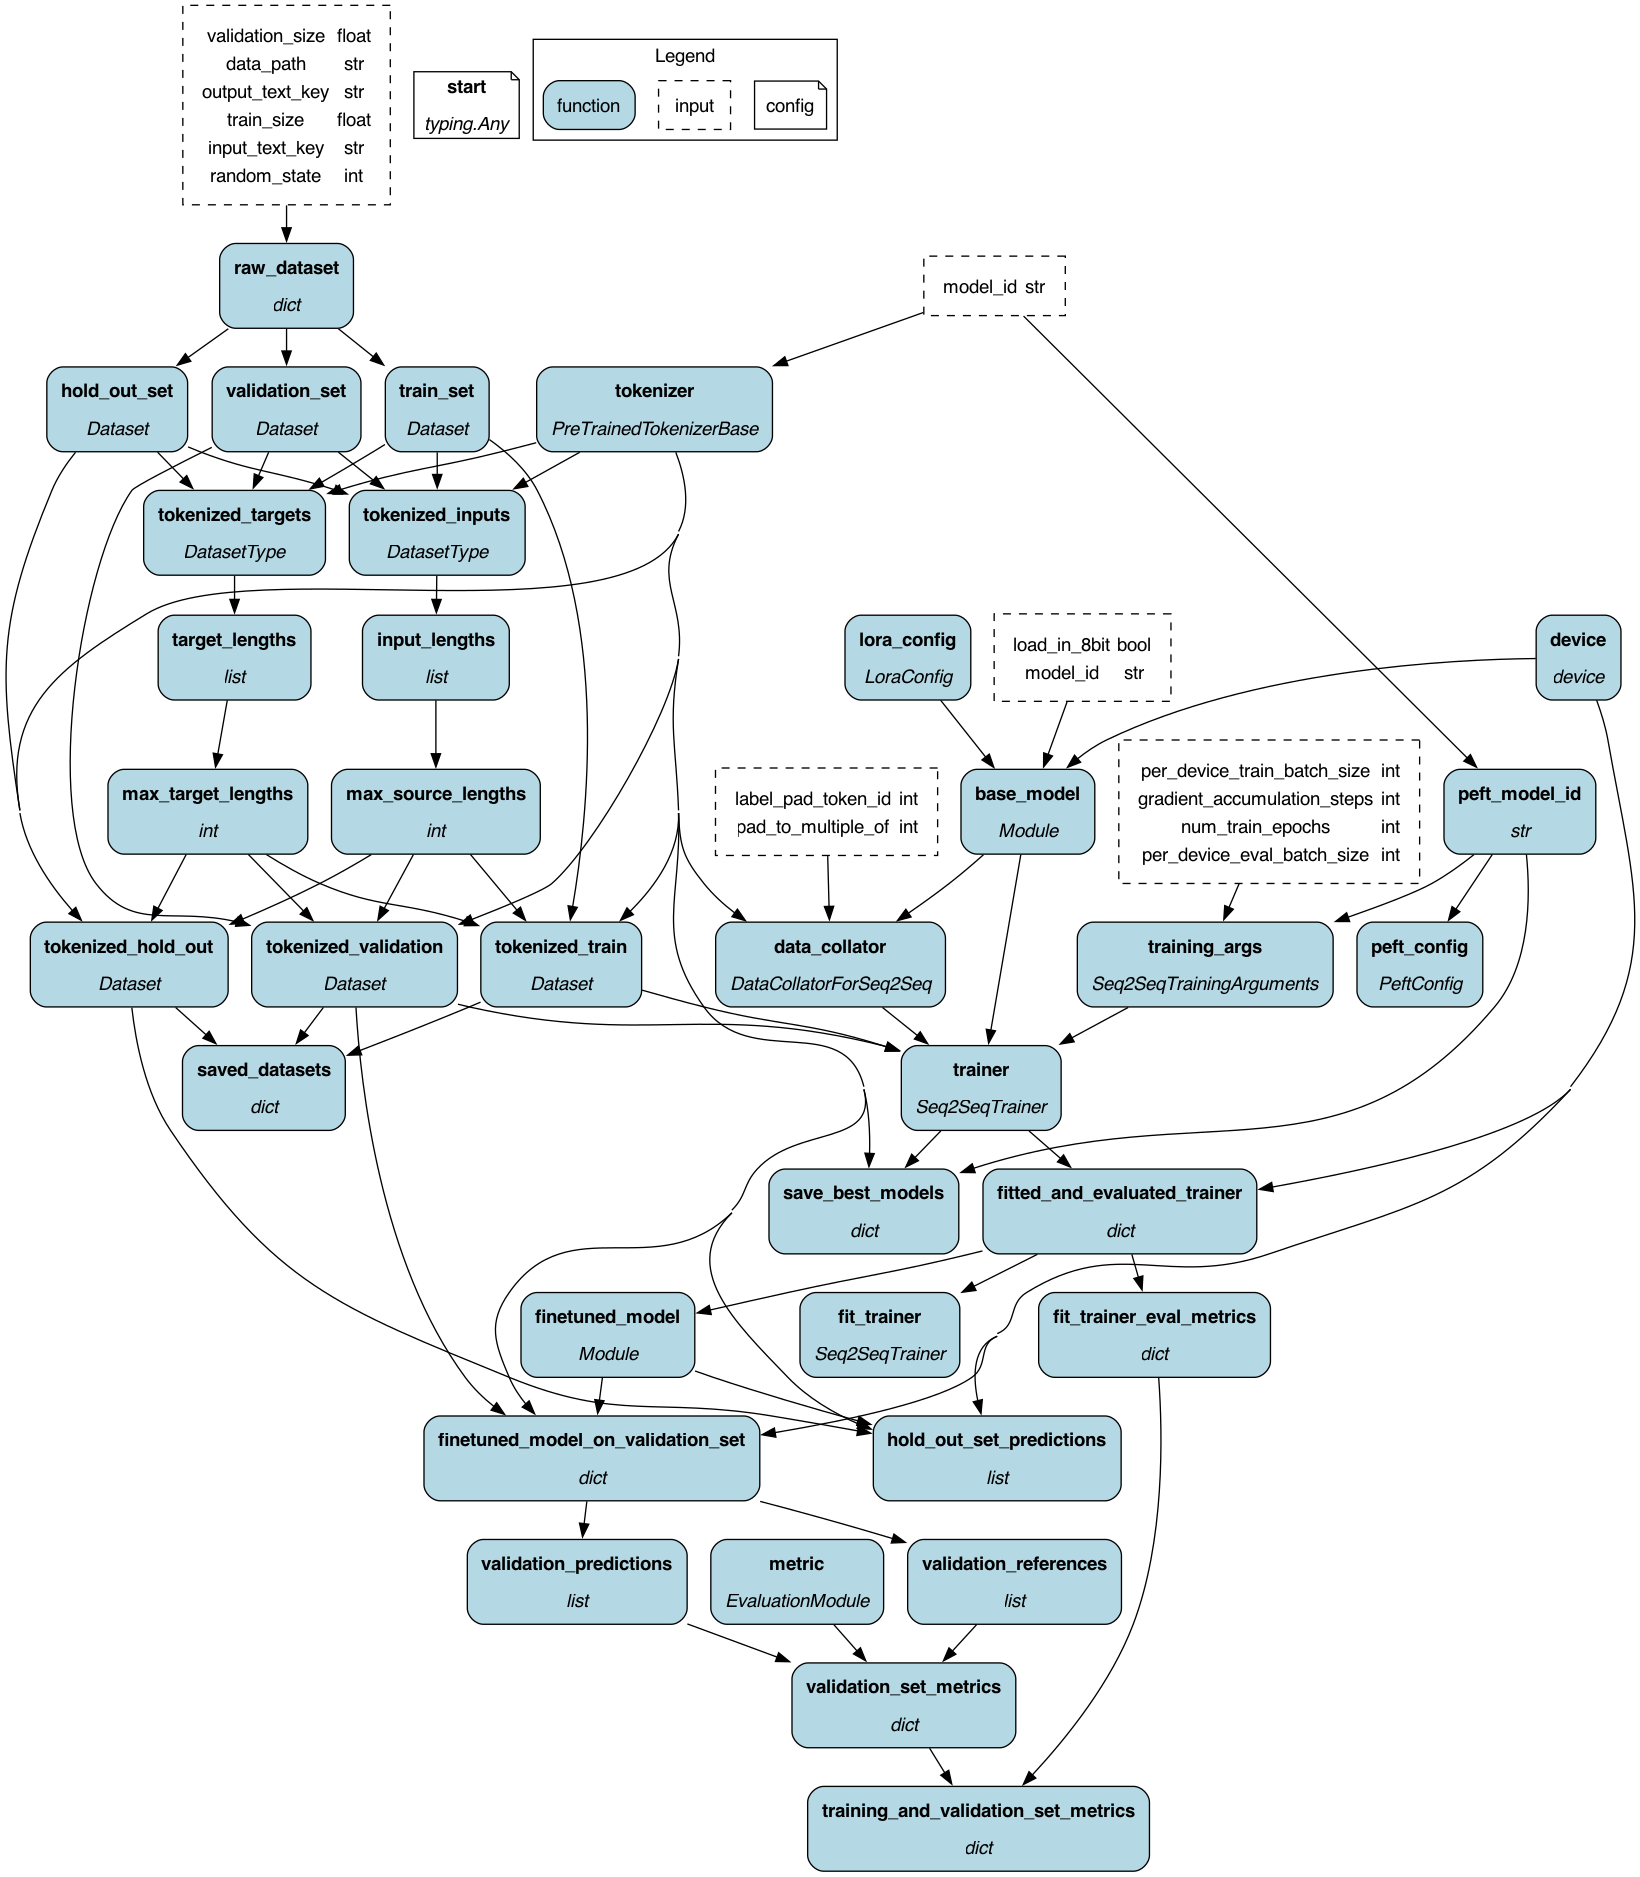 validation_size float
data_path str
output_text_key str
train_size float
input_text_key str
random_state int
start
typing.Any
Legend
function
input
config
raw_dataset
dict
model_id str
hold_out_set
Dataset
validation_set
Dataset
train_set
Dataset
tokenizer
PreTrainedTokenizerBase
tokenized_targets
DatasetType
tokenized_inputs
DatasetType
target_lengths
list
input_lengths
list
lora_config
LoraConfig
load_in_8bit bool
model_id str
device
device
max_target_lengths
int
max_source_lengths
int
label_pad_token_id int
pad_to_multiple_of int
base_model
Module
per_device_train_batch_size int
gradient_accumulation_steps int
num_train_epochs int
per_device_eval_batch_size int
peft_model_id
str
tokenized_hold_out
Dataset
tokenized_validation
Dataset
tokenized_train
Dataset
data_collator
DataCollatorForSeq2Seq
training_args
Seq2SeqTrainingArguments
peft_config
PeftConfig
saved_datasets
dict
trainer
Seq2SeqTrainer
save_best_models
dict
fitted_and_evaluated_trainer
dict
finetuned_model
Module
fit_trainer
Seq2SeqTrainer
fit_trainer_eval_metrics
dict
finetuned_model_on_validation_set
dict
hold_out_set_predictions
list
validation_predictions
list
metric
EvaluationModule
validation_references
list
validation_set_metrics
dict
training_and_validation_set_metrics
dict